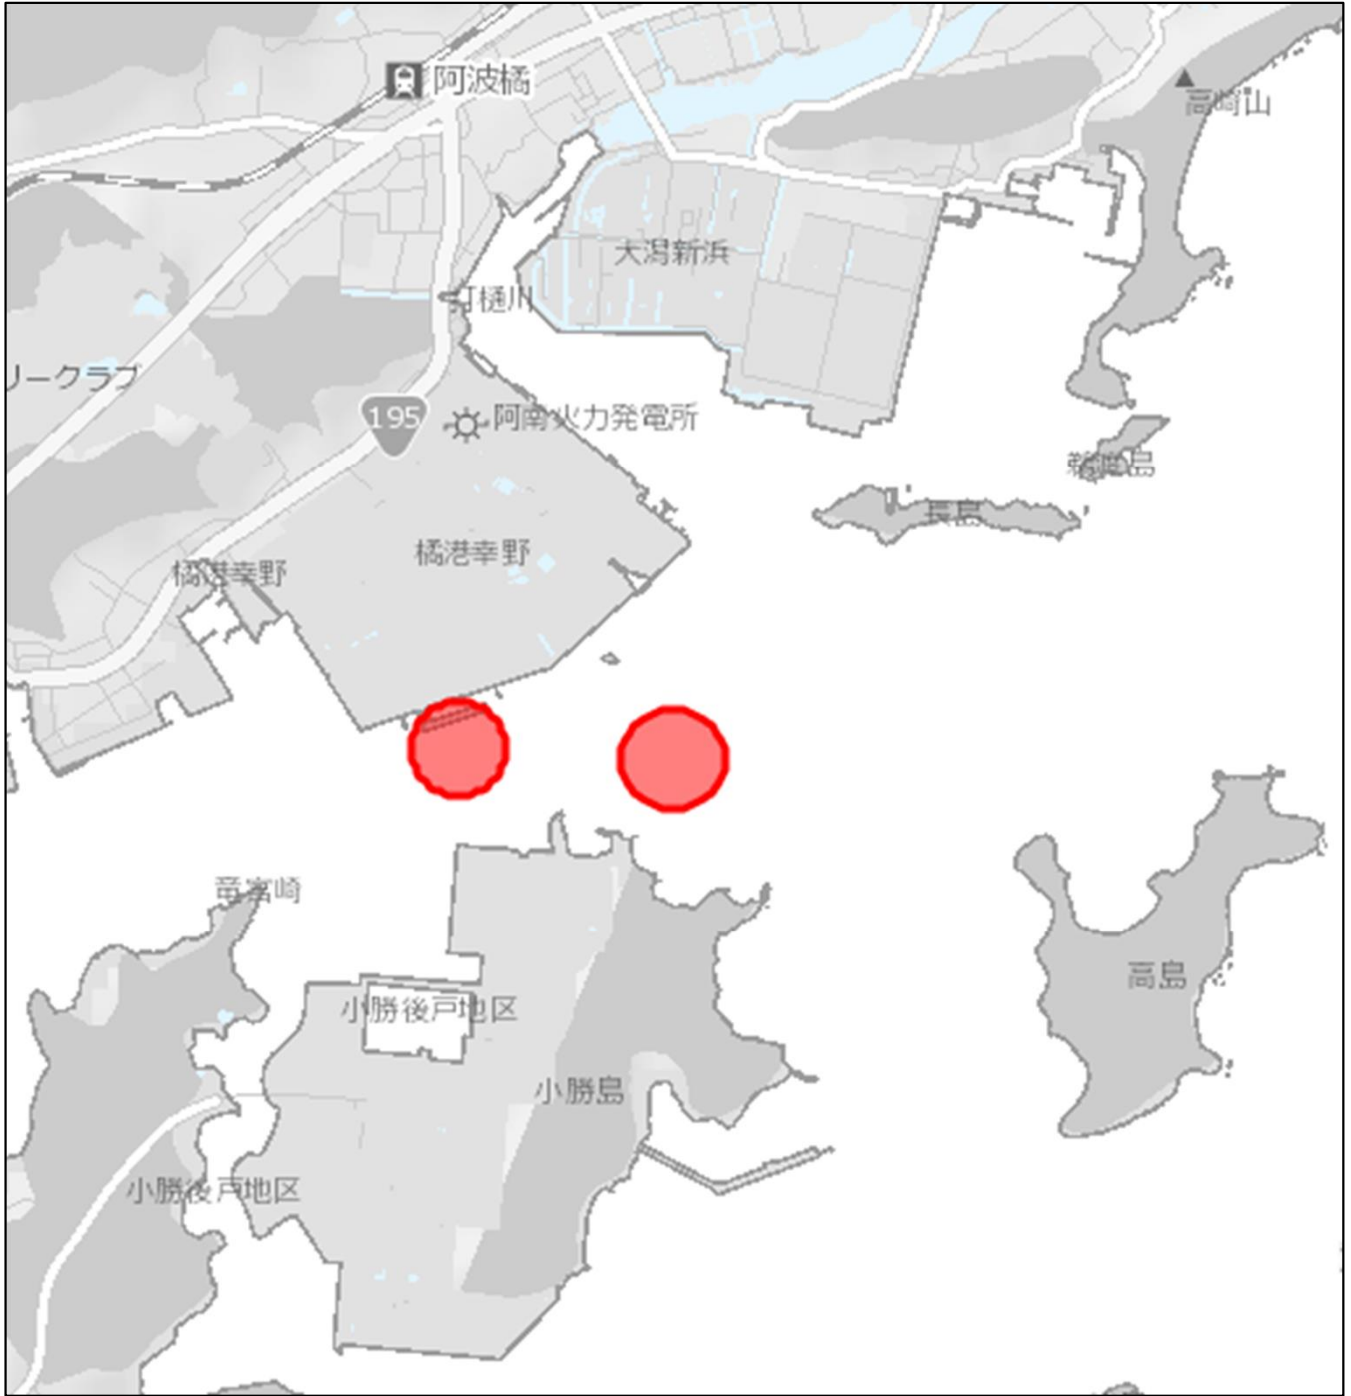 阿波橘
高崎山
大潟新浜
打樋川
リークラブ
195
阿南火力発電所
長島
橘港幸野
橘港幸野
竜宮崎
高島
小勝後戸地区
小勝島
小勝後戸地区